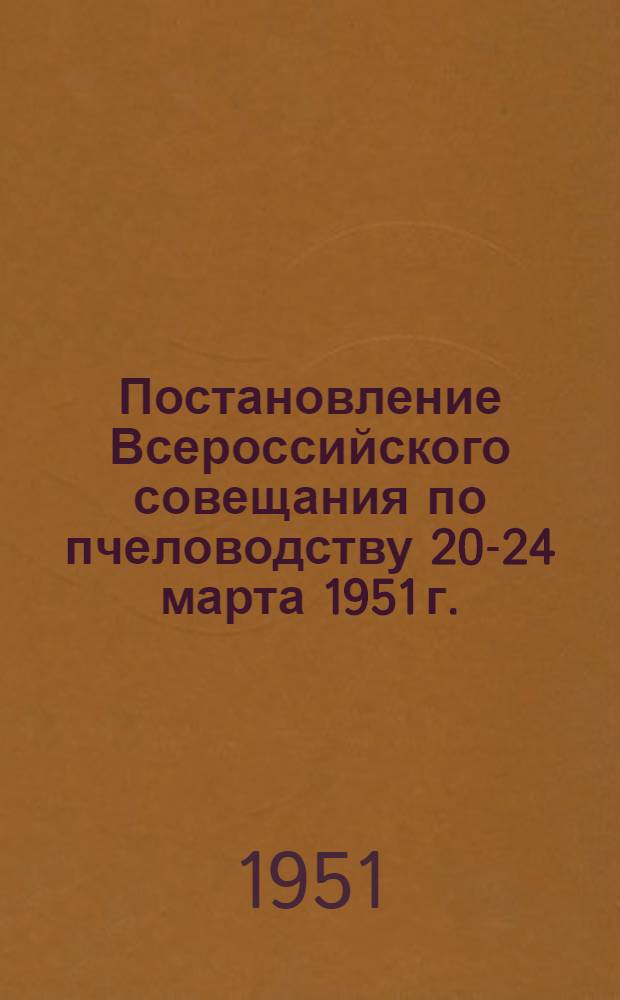 Постановление
Всероссийского
совещания по
пчеловодству 20-
24 марта 1951 г.
1951